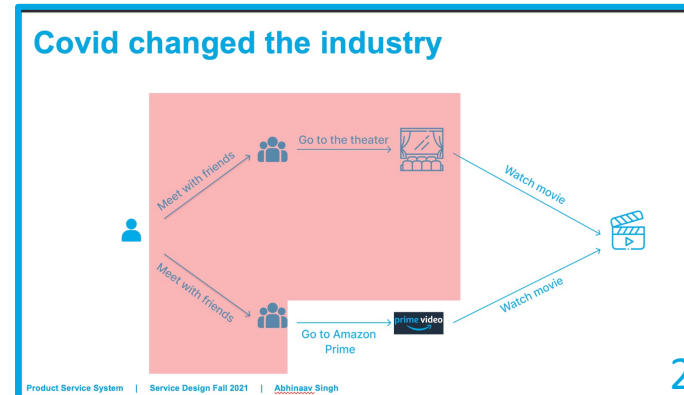 Covid changed the industry
Meet with friends
Go to the theater
Watch movie
Meet with friends
Go to Amazon
Prime
prime video
Watch movie
Product Service System | Service Design Fall 2021 | Abhinaav Singh
2